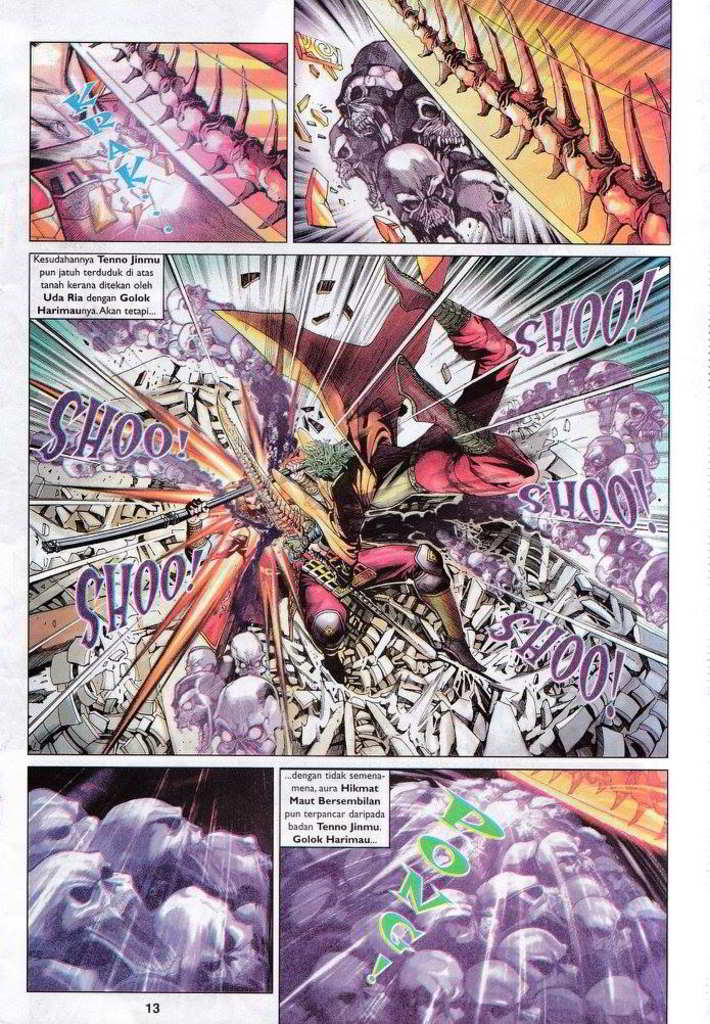 KRAK...
Kesudahannya Tenno Jinmu
pun jatuh terduduk di atas
tanah kerana ditekan oleh
Uda Ria dengan Golok
Harimaunya. Akan tetapi...
SHOO!
SHOO!
SHOO!
SHOO!
SHOO!
...dengan tidak semena-
mena, aura Hikmat
Maut Bersembilan
pun terpancar daripada
badan Tenno Jinmu.
Golok Harimau...
PONG!
13